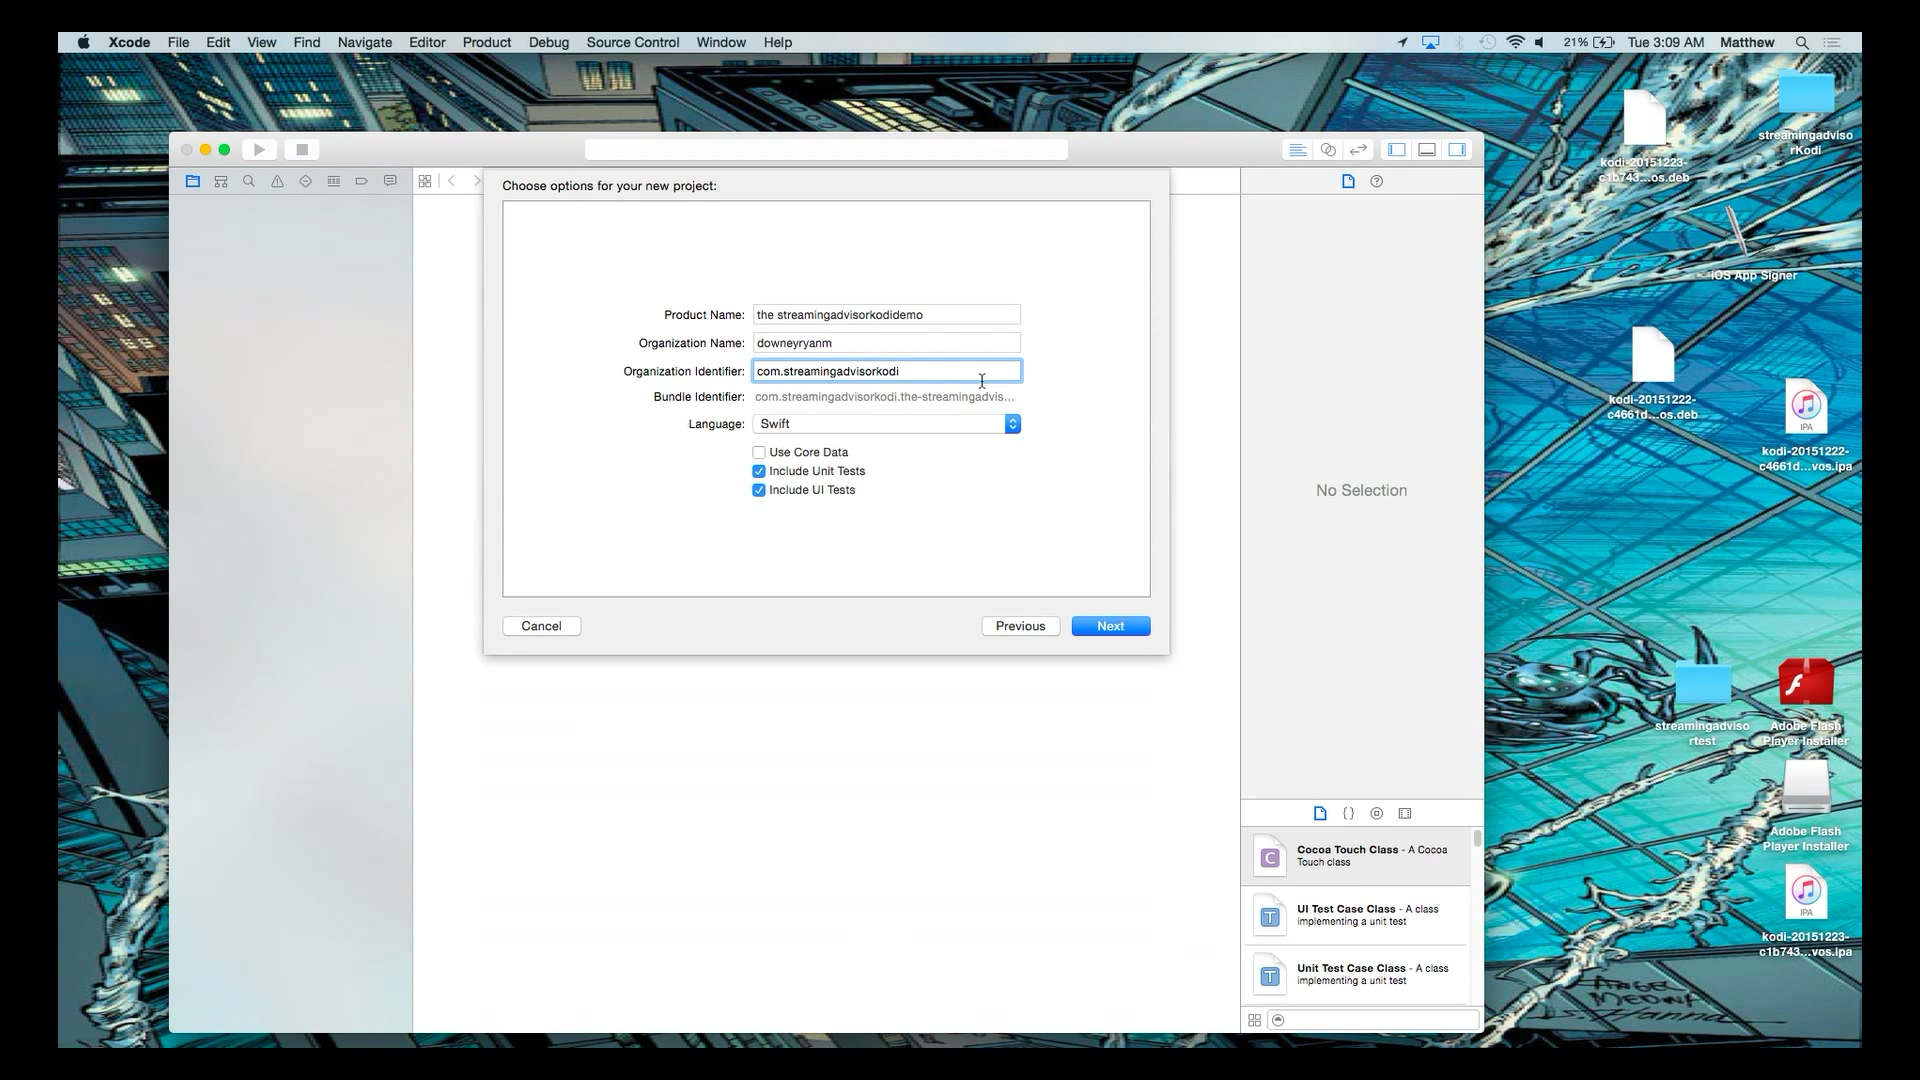 Xcode File Edit View Find Navigate Editor Product Debug Source Control Window Help
21% Tue 3:09 AM Matthew
Choose options for your new project:
Product Name: the streamingadvisorkodidemo
Organization Name: downeyryanm
Organization Identifier: com.streamingadvisorkodi
Bundle Identifier: com.streamingadvisorkodi.the-streamingadvis...
Language: Swift
Use Core Data
Include Unit Tests
Include UI Tests
Cancel
Previous
Next
No Selection
C
Cocoa Touch Class - A Cocoa
Touch class
T
UI Test Case Class - A class
implementing a unit test
T
Unit Test Case Class - A class
implementing a unit test
kodi-20151223-
c1b743...os.deb
streamingadviso
rKodi
iOS App Signer
kodi-20151222-
c4661d...os.deb
IPA
kodi-20151222-
c4661d...vos.ipa
streamingadviso
rtest
Adobe Flash
Player Installer
Adobe Flash
Player Installer
IPA
kodi-20151223-
c1b743...vos.ipa